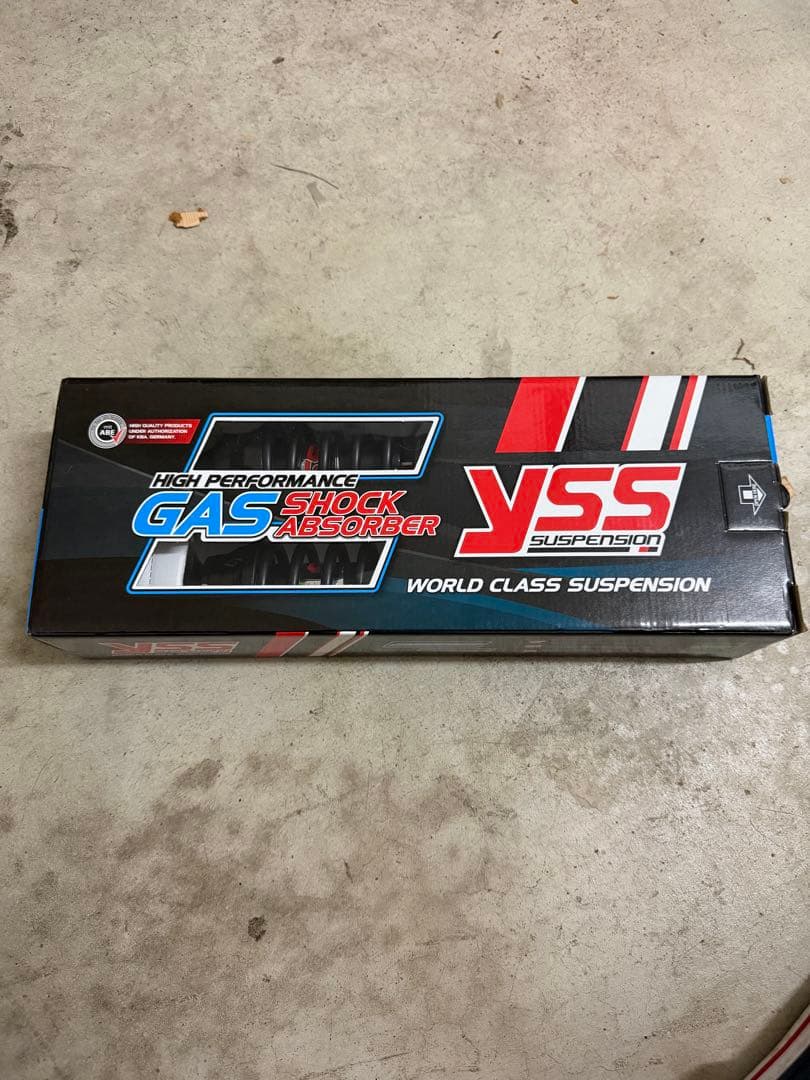 ABE
HIGH QUALITY PRODUCTS
UNDER AUTHORIZATION
OF KBA. GERMANY.
HIGH PERFORMANCE
GAS SHOCK
ABSORBER
YSS
SUSPENSION
WORLD CLASS SUSPENSION
YSS